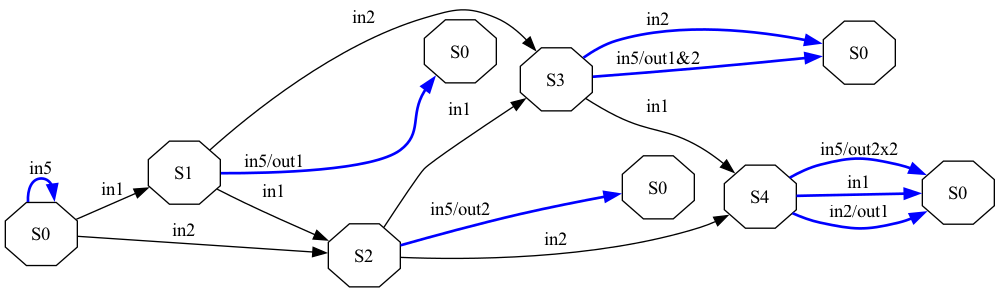 in2
S0
in2
S0
S3
in5/out1&2
in1
in1
in5/out2x2
in5
S1
in5/out1
in1
in1
S0
in1
S4
S0
in5/out2
in2/out1
S0
in2
in2
S2